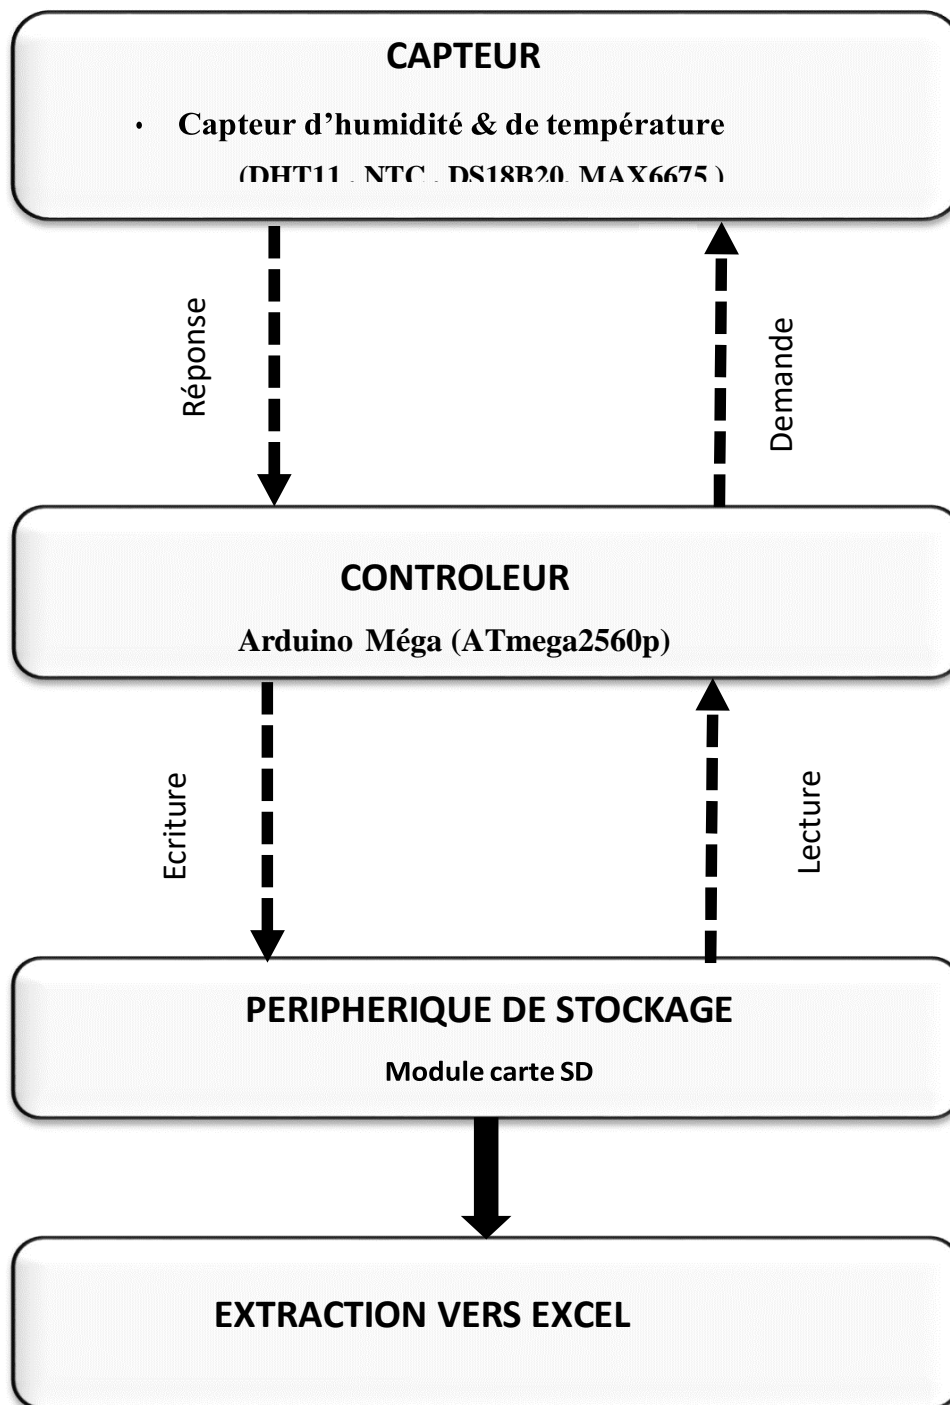 CAPTEUR
· Capteur d’humidité & de température
(DHT11 , NTC , DS18B20, MAX6675 )
Réponse
Demande
CONTROLEUR
Arduino Méga (ATmega2560p)
Ecriture
Lecture
PERIPHERIQUE DE STOCKAGE
Module carte SD
EXTRACTION VERS EXCEL